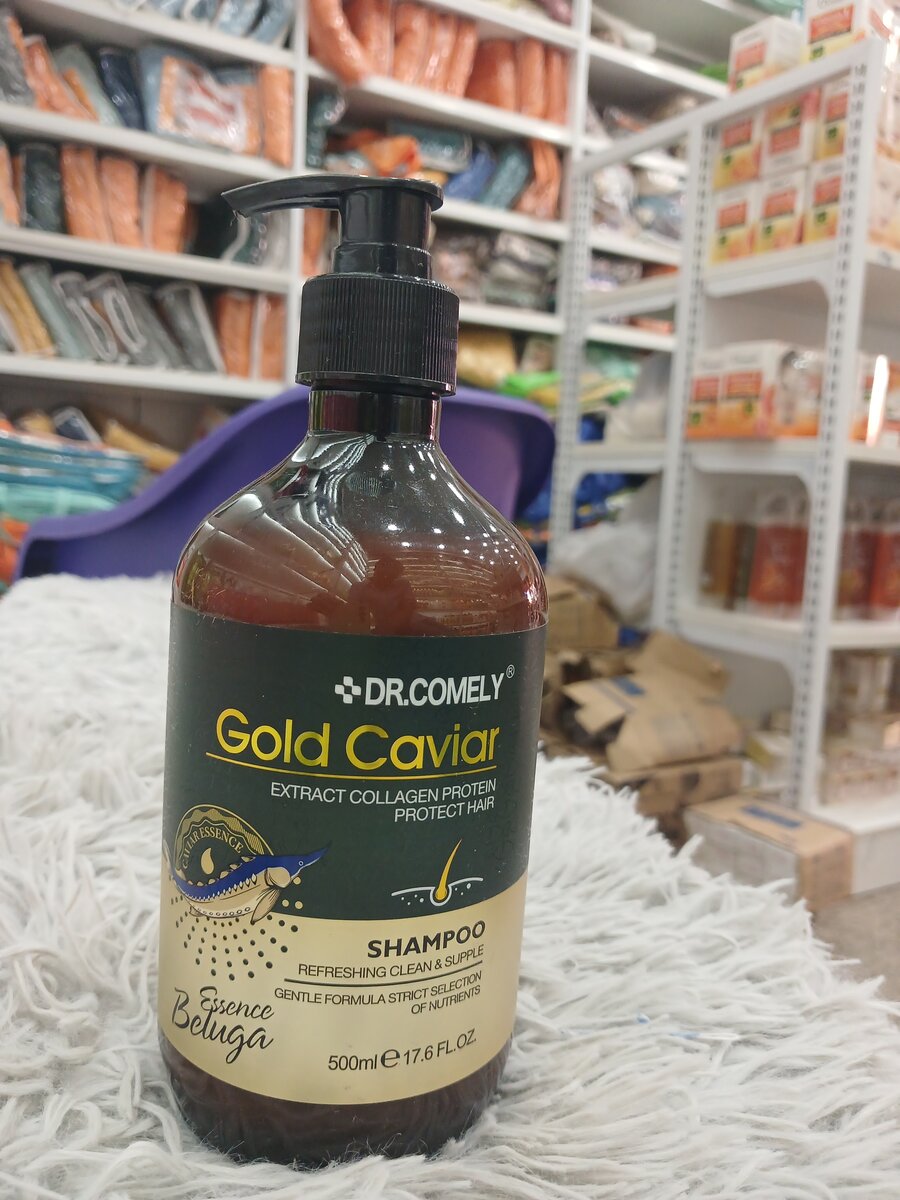 DR.COMELY®
Gold Caviar
EXTRACT COLLAGEN PROTEIN
PROTECT HAIR
CAVIAR ESSENCE
SHAMPOO
REFRESHING CLEAN & SUPPLE
GENTLE FORMULA STRICT SELECTION
OF NUTRIENTS
Essence
Beluga
500ml e 17.6 FL.OZ.